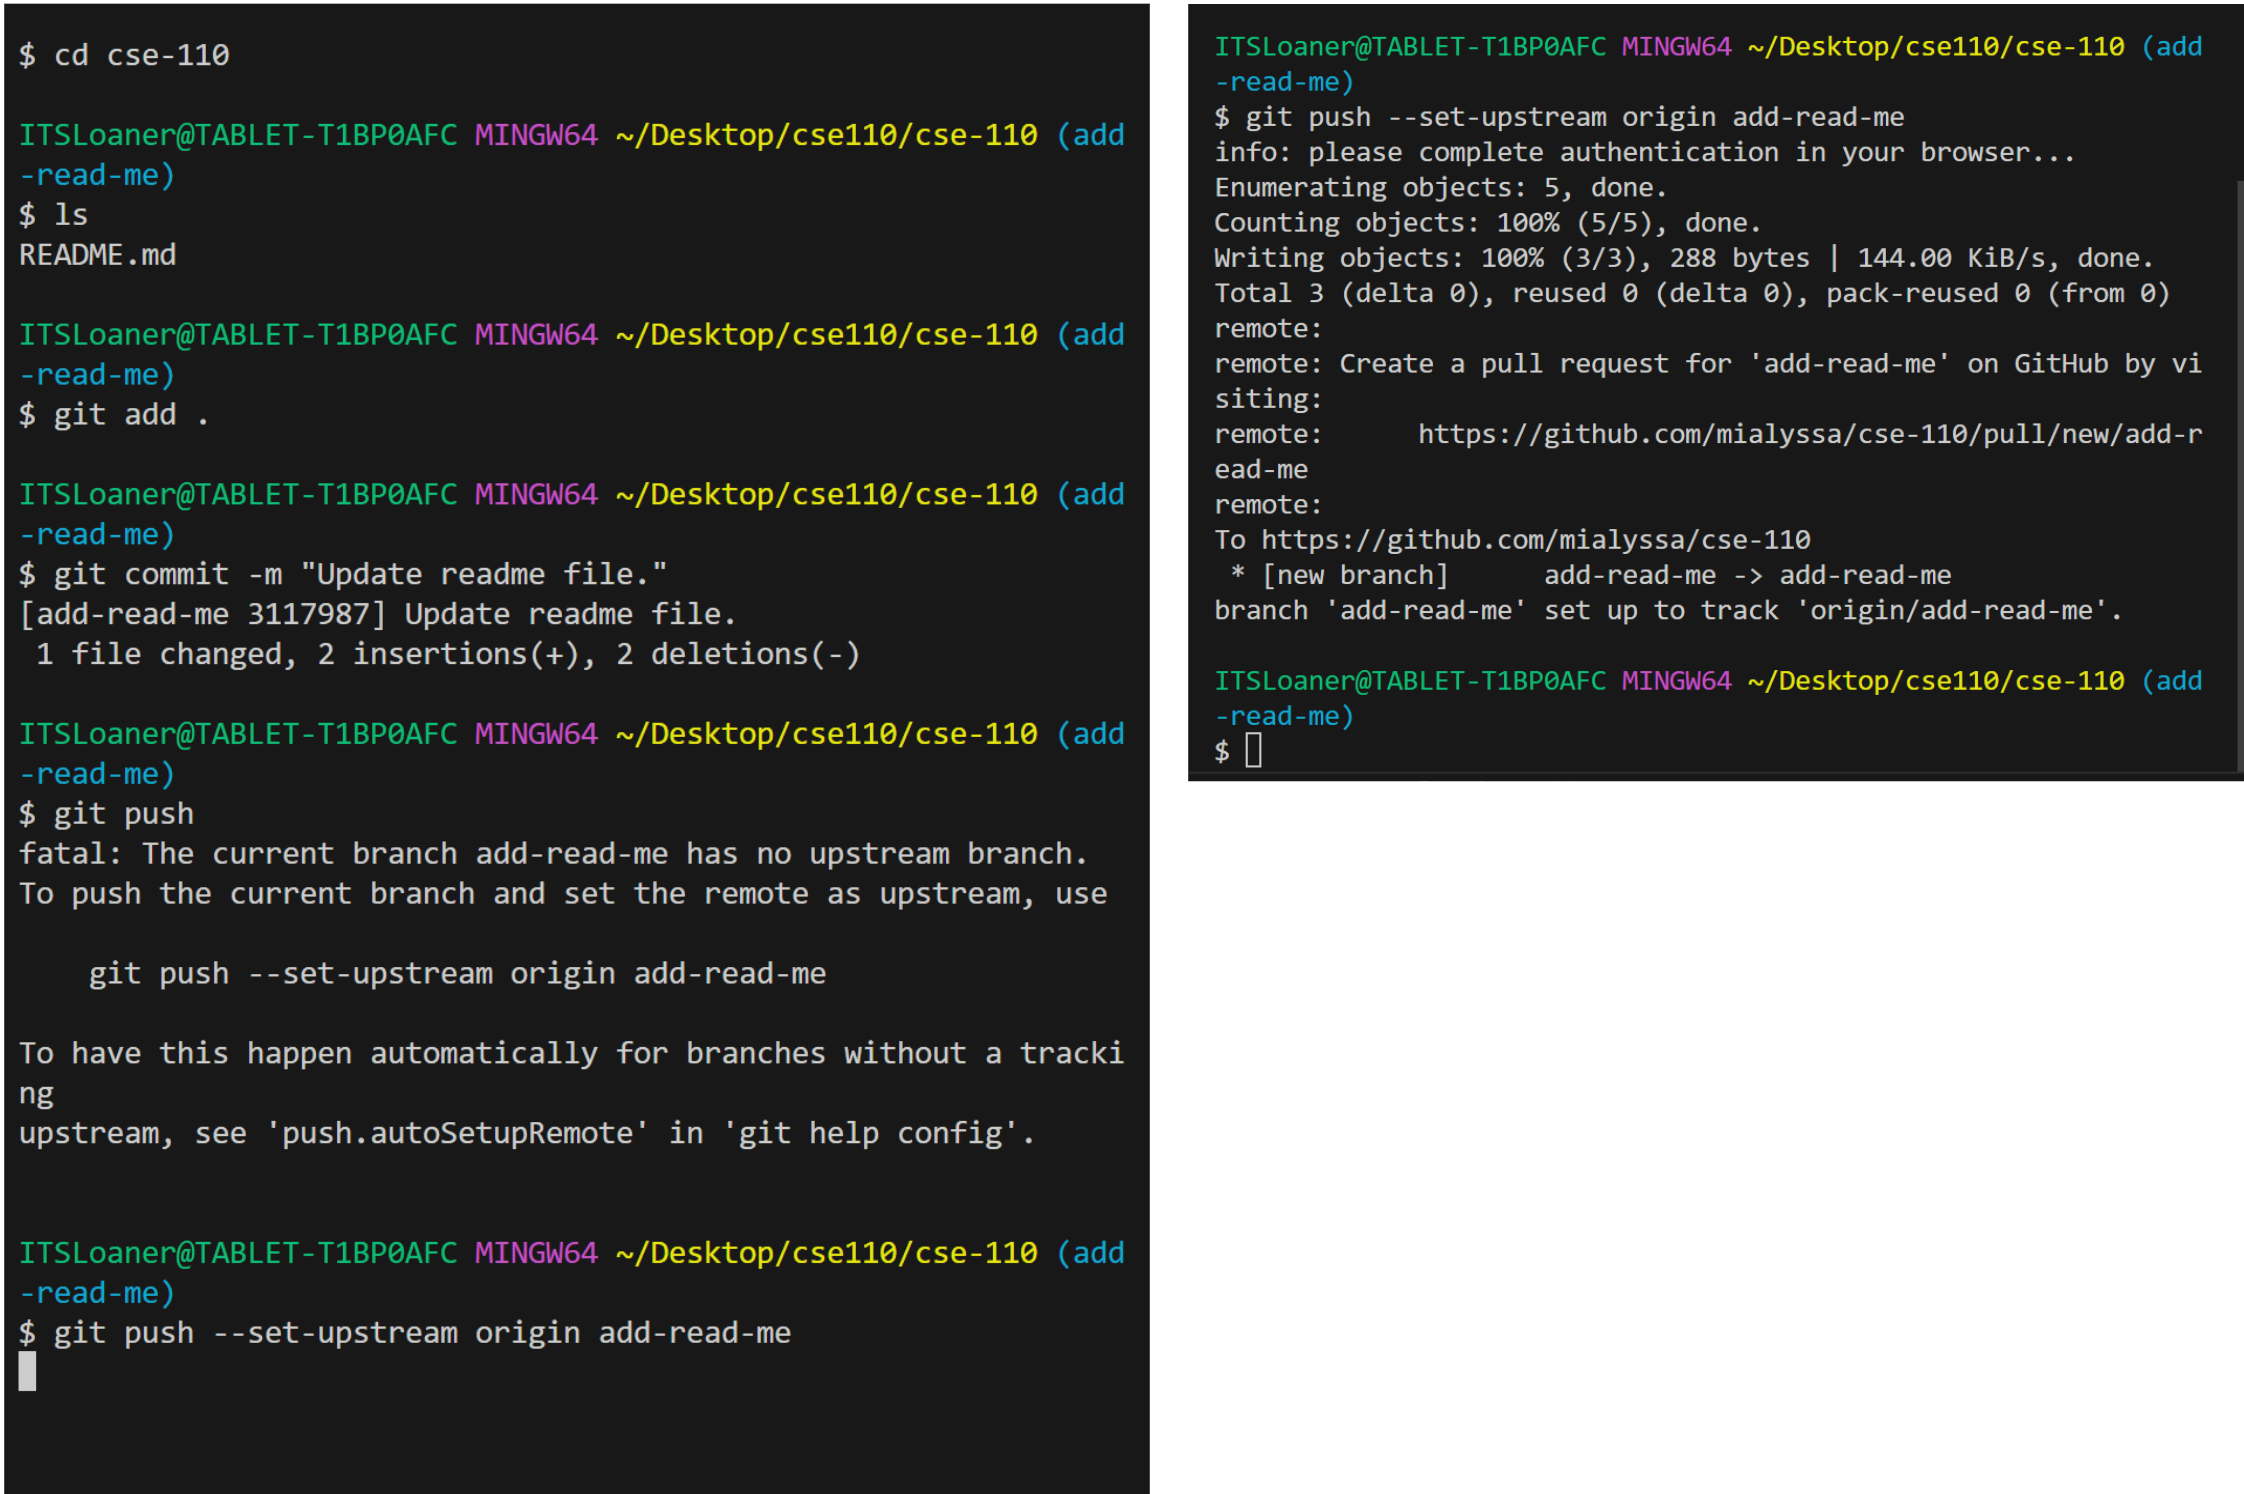 $ cd cse-110
ITSLoaner@TABLET-T1BP0AFC MINGW64 ~/Desktop/cse110/cse-110 (add
-read-me)
$ ls
README.md
ITSLoaner@TABLET-T1BP0AFC MINGW64 ~/Desktop/cse110/cse-110 (add
-read-me)
$ git add .
ITSLoaner@TABLET-T1BP0AFC MINGW64 ~/Desktop/cse110/cse-110 (add
-read-me)
$ git commit -m "Update readme file."
[add-read-me 3117987] Update readme file.
 1 file changed, 2 insertions(+), 2 deletions(-)
ITSLoaner@TABLET-T1BP0AFC MINGW64 ~/Desktop/cse110/cse-110 (add
-read-me)
$ git push
fatal: The current branch add-read-me has no upstream branch.
To push the current branch and set the remote as upstream, use
    git push --set-upstream origin add-read-me
To have this happen automatically for branches without a tracki
ng
upstream, see 'push.autoSetupRemote' in 'git help config'.
ITSLoaner@TABLET-T1BP0AFC MINGW64 ~/Desktop/cse110/cse-110 (add
-read-me)
$ git push --set-upstream origin add-read-me
ITSLoaner@TABLET-T1BP0AFC MINGW64 ~/Desktop/cse110/cse-110 (add
-read-me)
$ git push --set-upstream origin add-read-me
info: please complete authentication in your browser...
Enumerating objects: 5, done.
Counting objects: 100% (5/5), done.
Writing objects: 100% (3/3), 288 bytes | 144.00 KiB/s, done.
Total 3 (delta 0), reused 0 (delta 0), pack-reused 0 (from 0)
remote:
remote: Create a pull request for 'add-read-me' on GitHub by vi
siting:
remote:      https://github.com/mialyssa/cse-110/pull/new/add-r
ead-me
remote:
To https://github.com/mialyssa/cse-110
 * [new branch]      add-read-me -> add-read-me
branch 'add-read-me' set up to track 'origin/add-read-me'.
ITSLoaner@TABLET-T1BP0AFC MINGW64 ~/Desktop/cse110/cse-110 (add
-read-me)
$